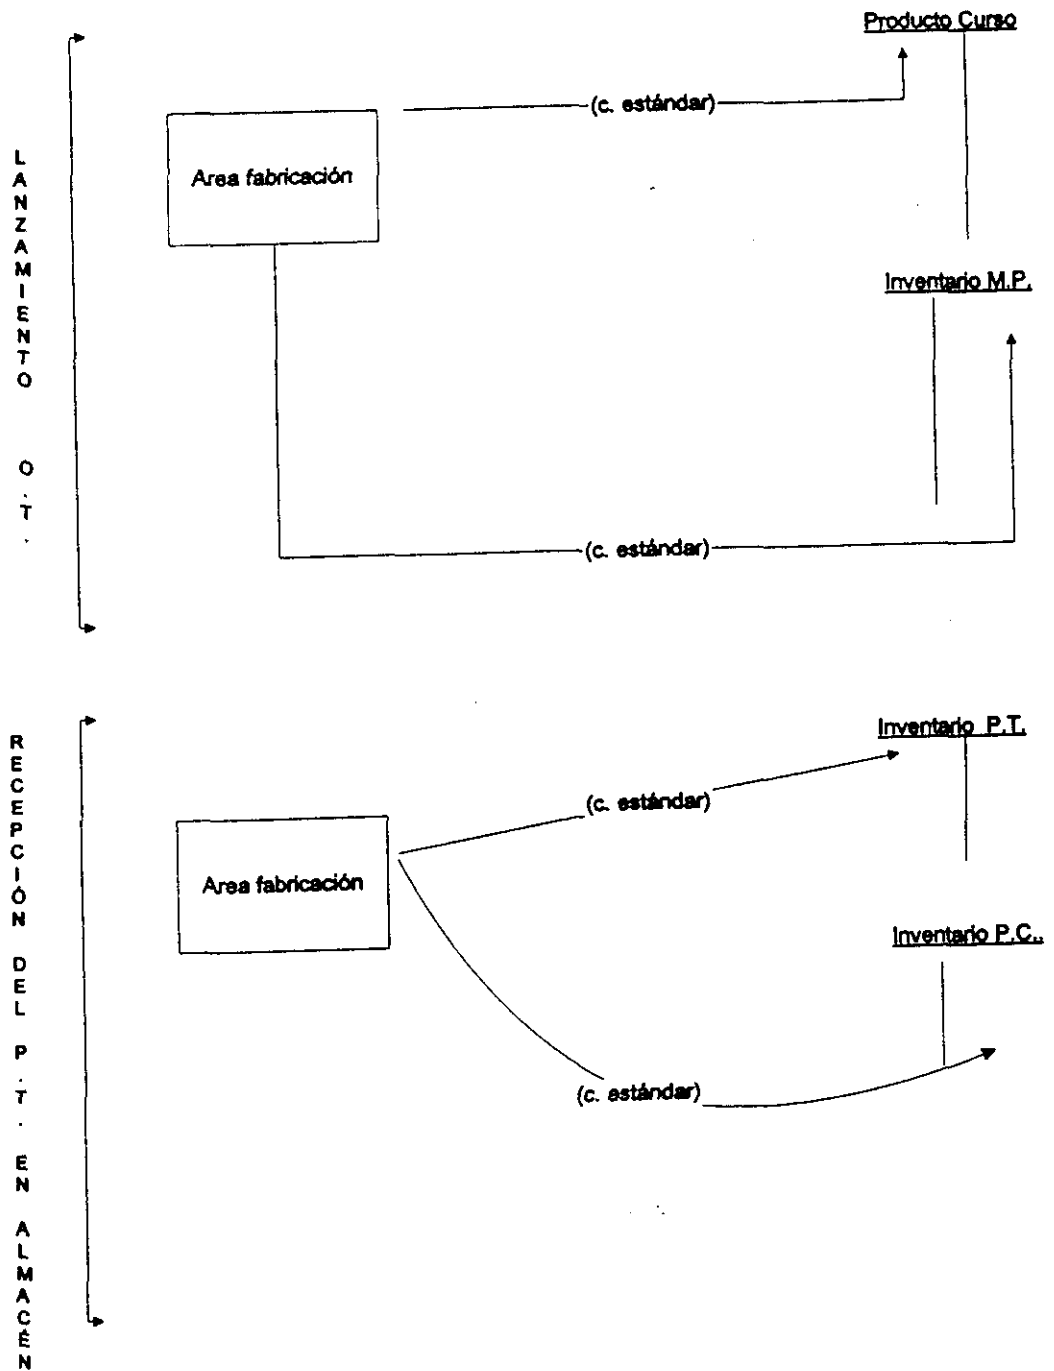 LANZAMIENTO O.T.
Producto Curso
(c. estándar)
Area fabricación
Inventario M.P.
(c. estándar)
RECEPCIÓN DEL P.T. EN ALMACÉN
Inventario P.T.
(c. estándar)
Area fabricación
Inventario P.C..
(c. estándar)